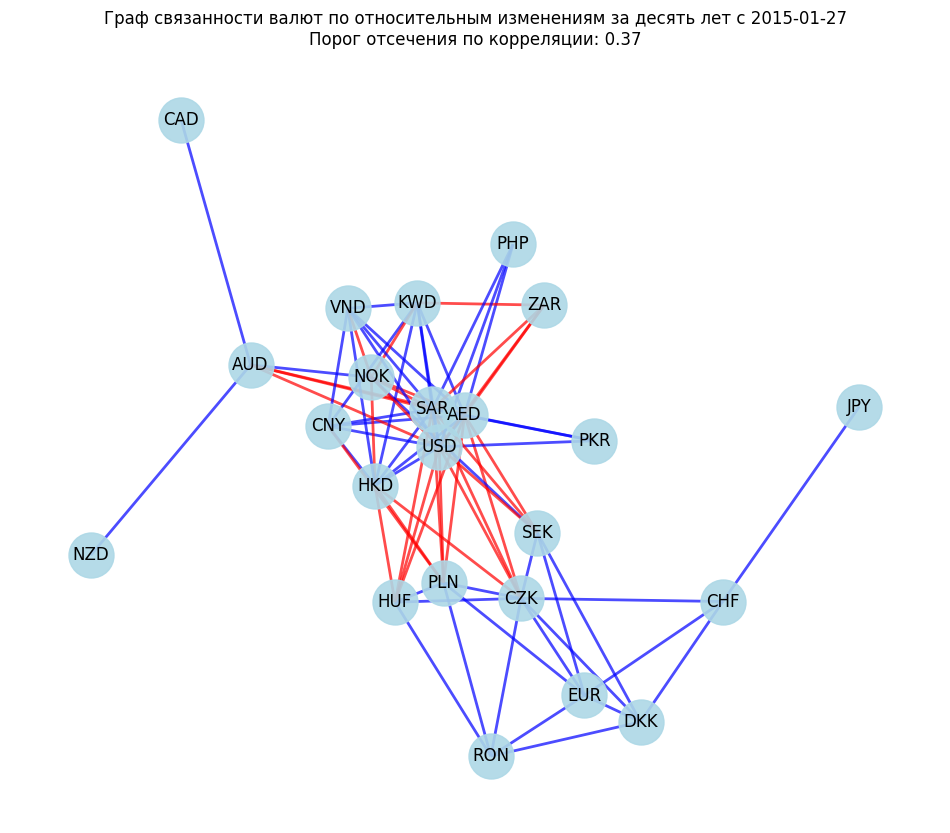 Граф связанности валют по относительным изменениям за десять лет с 2015-01-27
Порог отсечения по корреляции: 0.37
CAD
PHP
VND
KWD
ZAR
AUD
NOK
SAR
AED
JPY
CNY
USD
PKR
HKD
SEK
NZD
PLN
HUF
CZK
CHF
EUR
DKK
RON